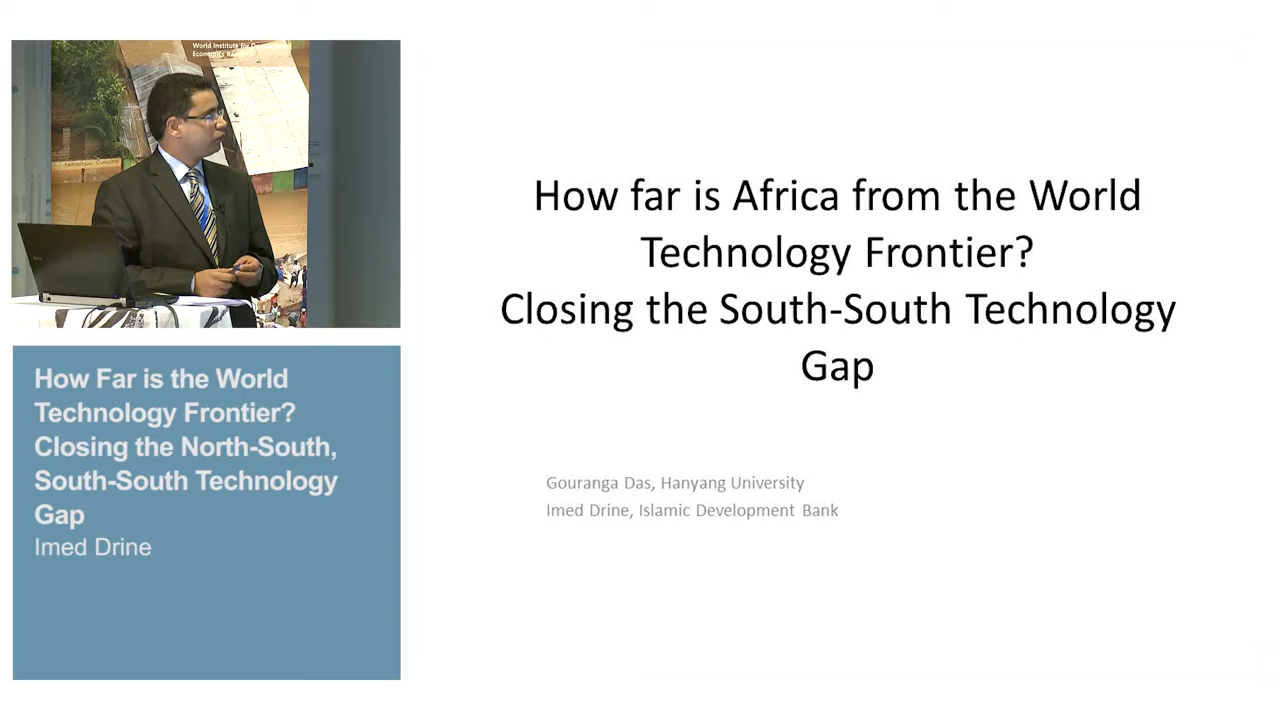 World Institute for Development
Economics Research
How Far is the World
Technology Frontier?
Closing the North-South,
South-South Technology
Gap
Imed Drine
How far is Africa from the World
Technology Frontier?
Closing the South-South Technology
Gap
Gouranga Das, Hanyang University
Imed Drine, Islamic Development Bank